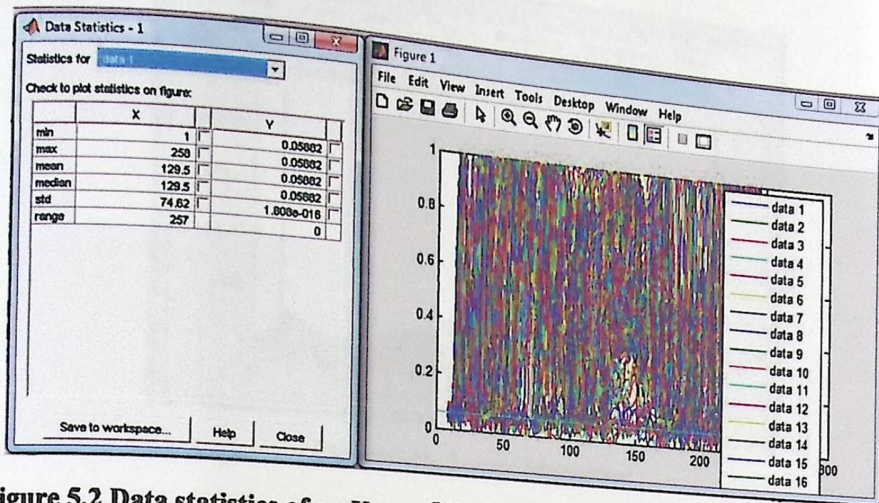 Data Statistics - 1
Statistics for data 1
Check to plot statistics on figure:
X Y
min 1 0.05882
max 258 0.05882
mean 129.5 0.05882
median 129.5 0.05882
std 74.62 1.808e-016
range 257 0
Save to workspace... Help Close
Figure 1
File Edit View Insert Tools Desktop Window Help
1
0.8
0.6
0.4
0.2
0
0 50 100 150 200 300
data 1
data 2
data 3
data 4
data 5
data 6
data 7
data 8
data 9
data 10
data 11
data 12
data 13
data 14
data 15
data 16
Figure 5.2 Data statistics of